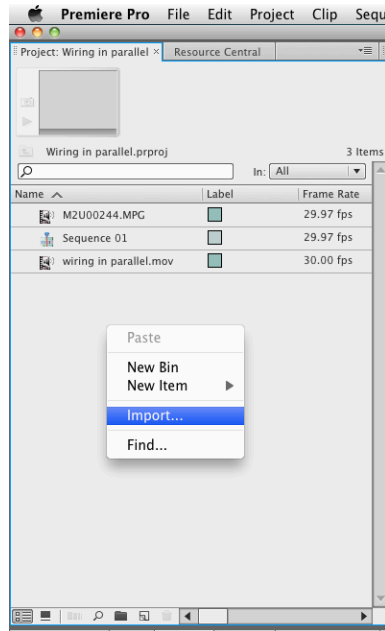 Premiere Pro File Edit Project Clip Sequ
Project: Wiring in parallel × Resource Central
Wiring in parallel.prproj 3 Items
In: All
Name Label Frame Rate
M2U00244.MPG 29.97 fps
Sequence 01 29.97 fps
wiring in parallel.mov 30.00 fps
Paste
New Bin
New Item
Import...
Find...